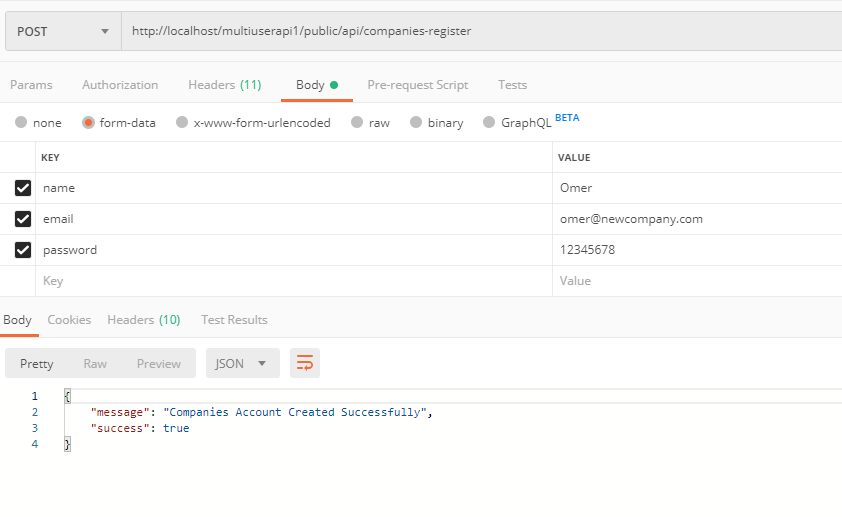 POST http://localhost/multiuserapi1/public/api/companies-register
Params Authorization Headers (11) Body Pre-request Script Tests
none form-data x-www-form-urlencoded raw binary GraphQL BETA
KEY VALUE
name Omer
email omer@newcompany.com
password 12345678
Key Value
Body Cookies Headers (10) Test Results
Pretty Raw Preview JSON
1 {
2 "message": "Companies Account Created Successfully",
3 "success": true
4 }